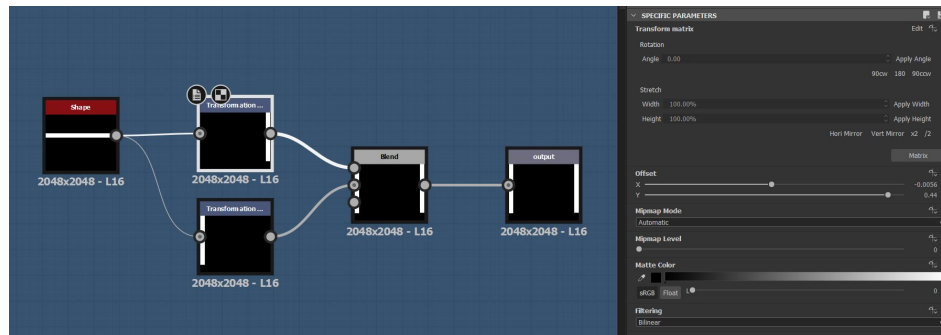 Shape
2048x2048 - L16
Transformation ...
2048x2048 - L16
Transformation ...
2048x2048 - L16
Blend
2048x2048 - L16
output
2048x2048 - L16
SPECIFIC PARAMETERS
Transform matrix Edit
Rotation
Angle 0.00 Apply Angle
90cw 180 90ccw
Stretch
Width 100.00% Apply Width
Height 100.00% Apply Height
Hori Mirror Vert Mirror x2 /2
Matrix
Offset
X -0.0056
Y 0.44
Mipmap Mode
Automatic
Mipmap Level
0
Matte Color
sRGB Float L 0
Filtering
Bilinear